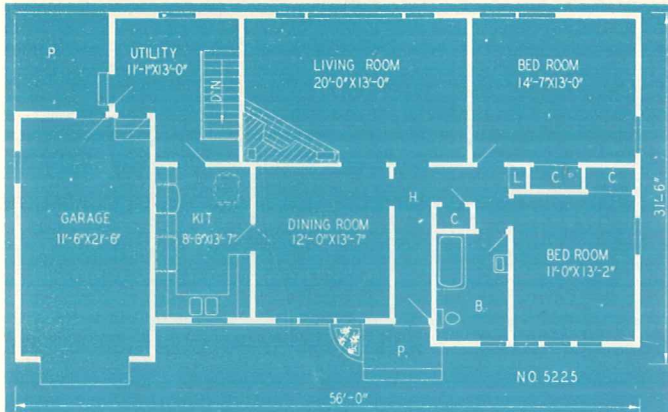 P.
UTILITY
11'-1"X13'-0"
D'N.
LIVING ROOM
20'-0"X13'-0"
BED ROOM
14'-7"X13'-0"
L
C.
C.
GARAGE
11'-6"X21'-6"
KIT
8'-8"X13'-7"
DINING ROOM
12'-0"X13'-7"
H.
C.
BED ROOM
11'-0"X13'-2"
B.
P.
NO. 5225
31'-6"
56'-0"